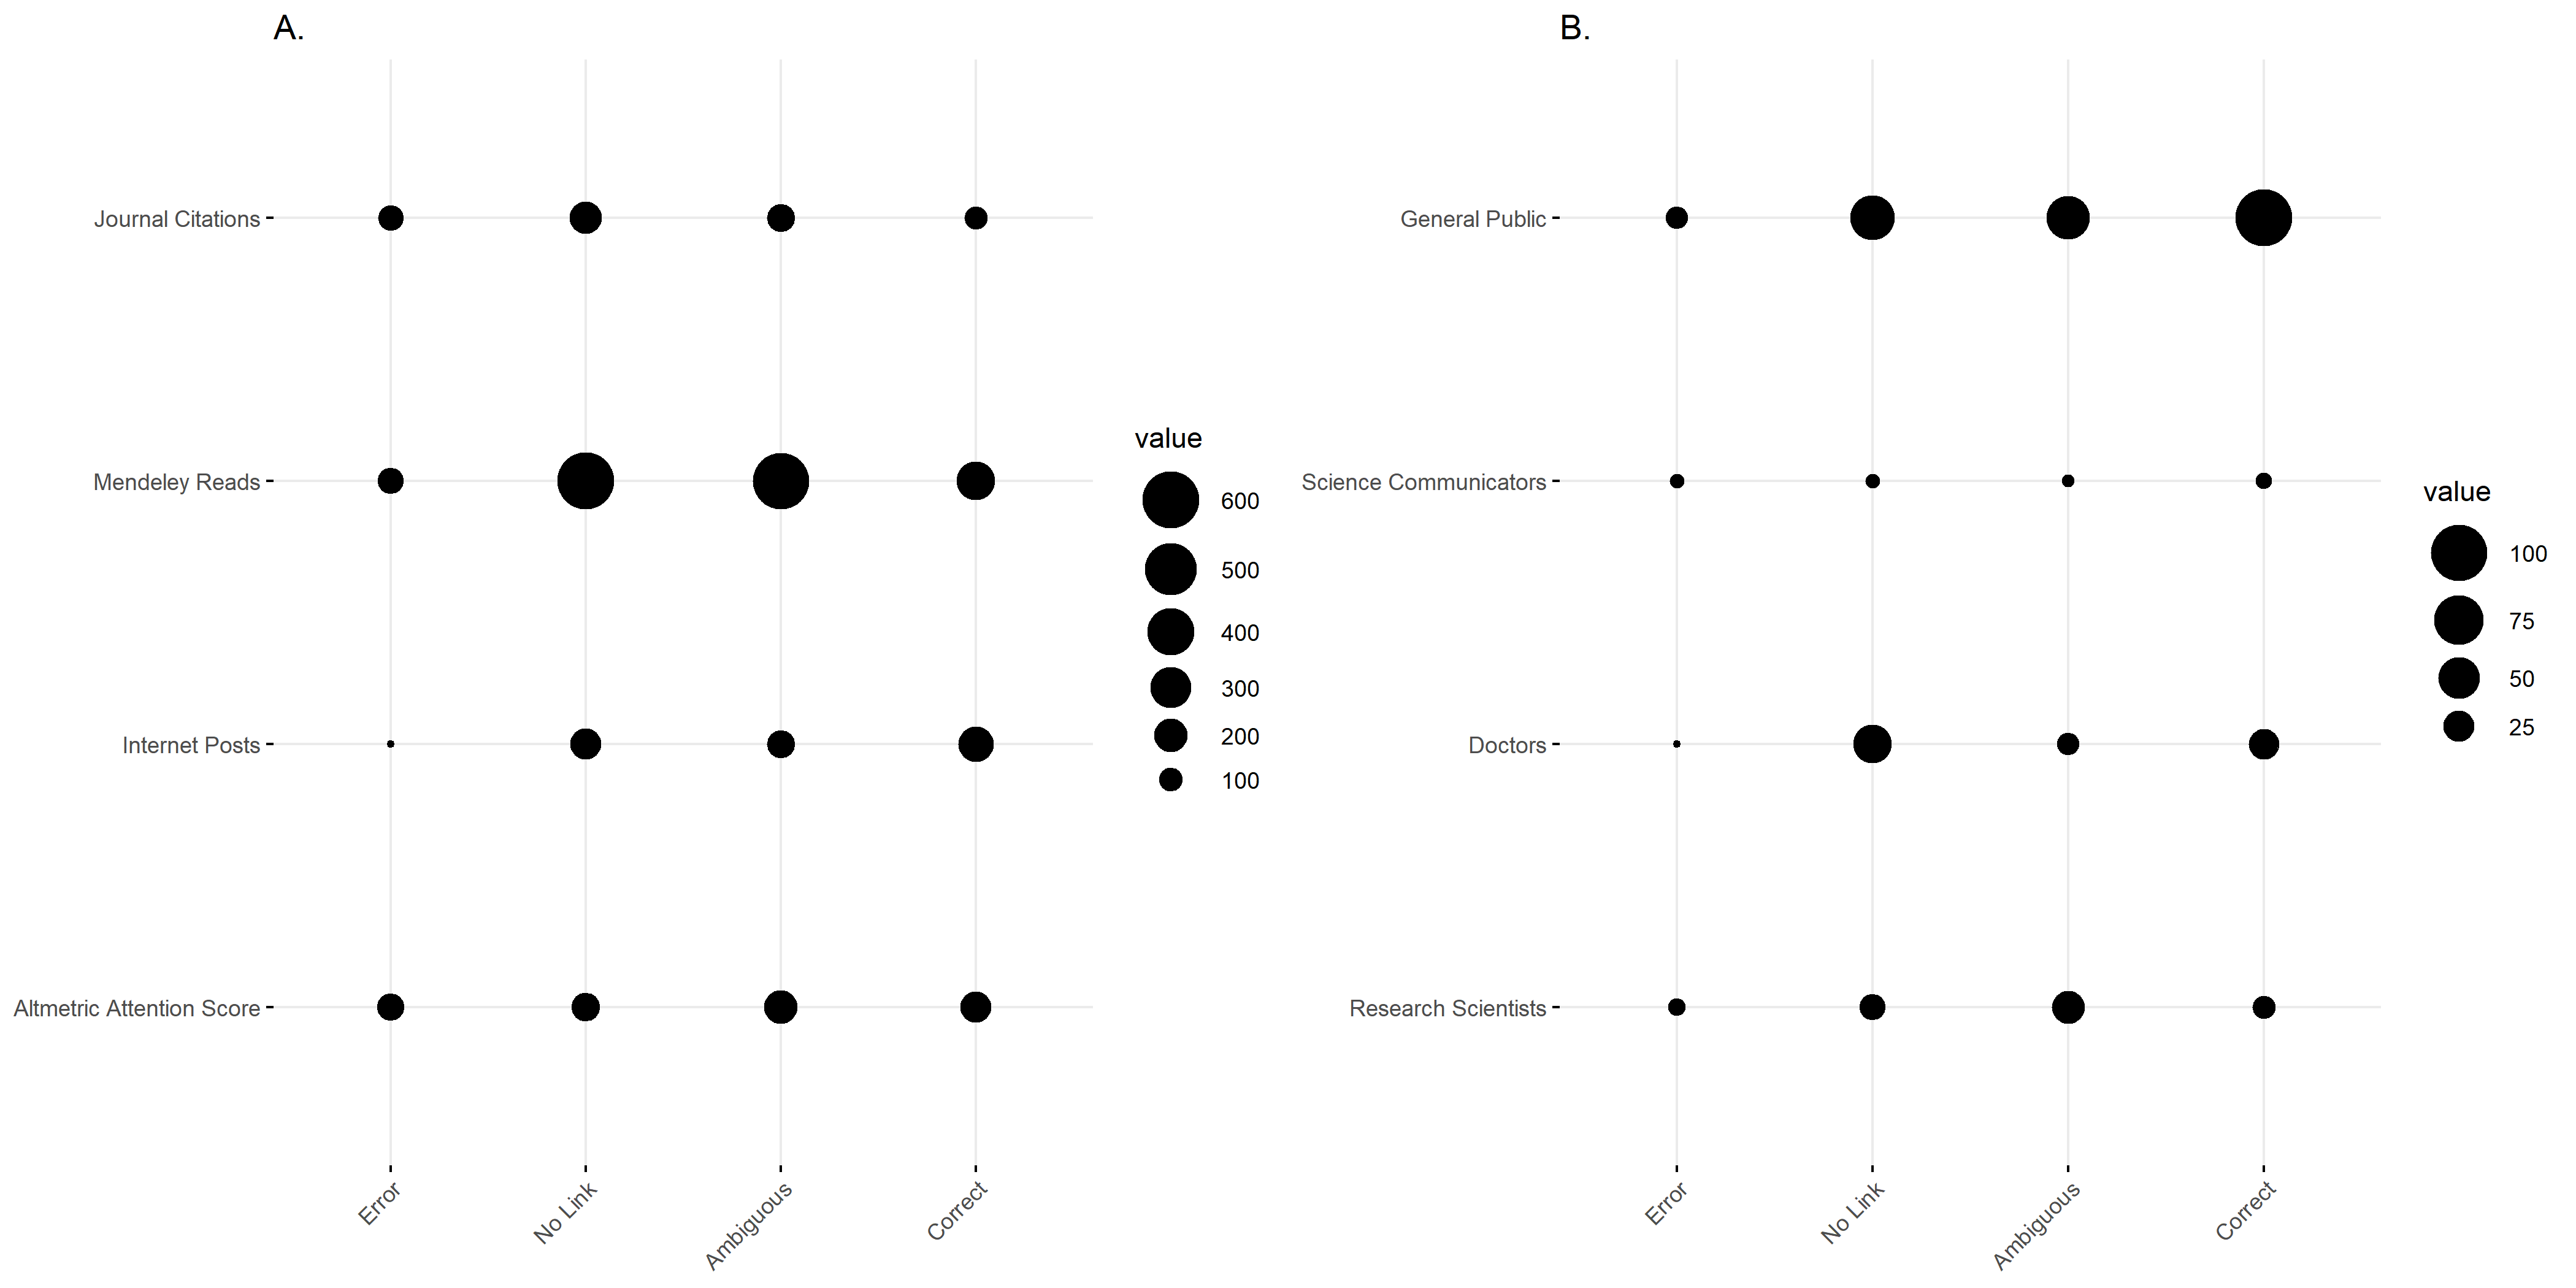 A.
Journal Citations
Mendeley Reads
Internet Posts
Altmetric Attention Score
Error
No Link
Ambiguous
Correct
value
600
500
400
300
200
100
B.
General Public
Science Communicators
Doctors
Research Scientists
Error
No Link
Ambiguous
Correct
value
100
75
50
25